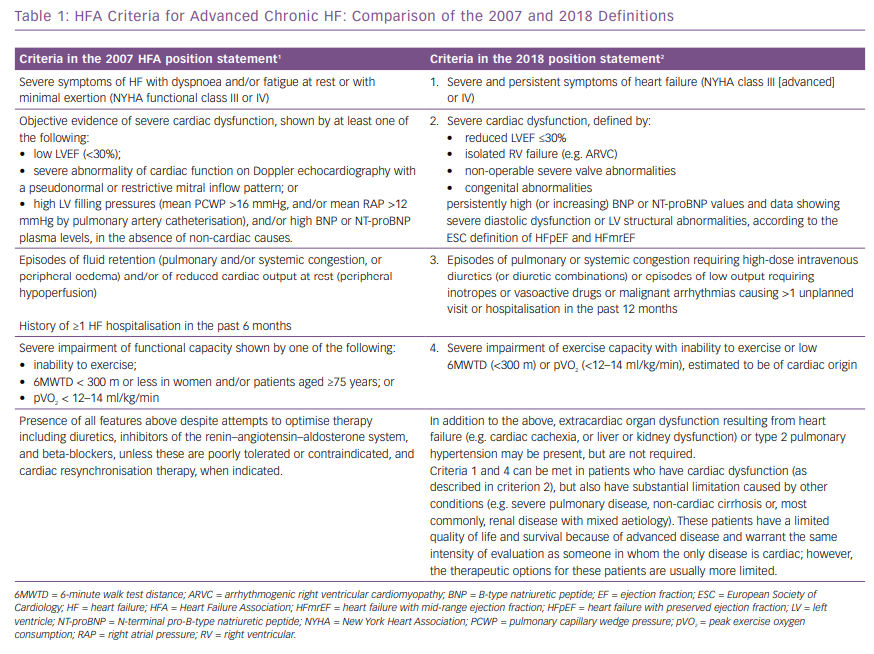 Table 1: HFA Criteria for Advanced Chronic HF: Comparison of the 2007 and 2018 Definitions
Criteria in the 2007 HFA position statement¹
Severe symptoms of HF with dyspnoea and/or fatigue at rest or with
minimal exertion (NYHA functional class III or IV)
Objective evidence of severe cardiac dysfunction, shown by at least one of
the following:
• low LVEF (<30%);
• severe abnormality of cardiac function on Doppler echocardiography with
a pseudonormal or restrictive mitral inflow pattern; or
• high LV filling pressures (mean PCWP >16 mmHg, and/or mean RAP >12
mmHg by pulmonary artery catheterisation), and/or high BNP or NT-proBNP
plasma levels, in the absence of non-cardiac causes.
Episodes of fluid retention (pulmonary and/or systemic congestion, or
peripheral oedema) and/or of reduced cardiac output at rest (peripheral
hypoperfusion)
History of ≥1 HF hospitalisation in the past 6 months
Severe impairment of functional capacity shown by one of the following:
• inability to exercise;
• 6MWTD < 300 m or less in women and/or patients aged ≥75 years; or
• pVO₂ < 12–14 ml/kg/min
Presence of all features above despite attempts to optimise therapy
including diuretics, inhibitors of the renin–angiotensin–aldosterone system,
and beta-blockers, unless these are poorly tolerated or contraindicated, and
cardiac resynchronisation therapy, when indicated.
Criteria in the 2018 position statement²
1. Severe and persistent symptoms of heart failure (NYHA class III [advanced]
or IV)
2. Severe cardiac dysfunction, defined by:
• reduced LVEF ≤30%
• isolated RV failure (e.g. ARVC)
• non-operable severe valve abnormalities
• congenital abnormalities
persistently high (or increasing) BNP or NT-proBNP values and data showing
severe diastolic dysfunction or LV structural abnormalities, according to the
ESC definition of HFpEF and HFmrEF
3. Episodes of pulmonary or systemic congestion requiring high-dose intravenous
diuretics (or diuretic combinations) or episodes of low output requiring
inotropes or vasoactive drugs or malignant arrhythmias causing >1 unplanned
visit or hospitalisation in the past 12 months
4. Severe impairment of exercise capacity with inability to exercise or low
6MWTD (<300 m) or pVO₂ (<12–14 ml/kg/min), estimated to be of cardiac origin
In addition to the above, extracardiac organ dysfunction resulting from heart
failure (e.g. cardiac cachexia, or liver or kidney dysfunction) or type 2 pulmonary
hypertension may be present, but are not required.
Criteria 1 and 4 can be met in patients who have cardiac dysfunction (as
described in criterion 2), but also have substantial limitation caused by other
conditions (e.g. severe pulmonary disease, non-cardiac cirrhosis or, most
commonly, renal disease with mixed aetiology). These patients have a limited
quality of life and survival because of advanced disease and warrant the same
intensity of evaluation as someone in whom the only disease is cardiac; however,
the therapeutic options for these patients are usually more limited.
6MWTD = 6-minute walk test distance; ARVC = arrhythmogenic right ventricular cardiomyopathy; BNP = B-type natriuretic peptide; EF = ejection fraction; ESC = European Society of
Cardiology; HF = heart failure; HFA = Heart Failure Association; HFmrEF = heart failure with mid-range ejection fraction; HFpEF = heart failure with preserved ejection fraction; LV = left
ventricle; NT-proBNP = N-terminal pro-B-type natriuretic peptide; NYHA = New York Heart Association; PCWP = pulmonary capillary wedge pressure; pVO₂ = peak exercise oxygen
consumption; RAP = right atrial pressure; RV = right ventricular.